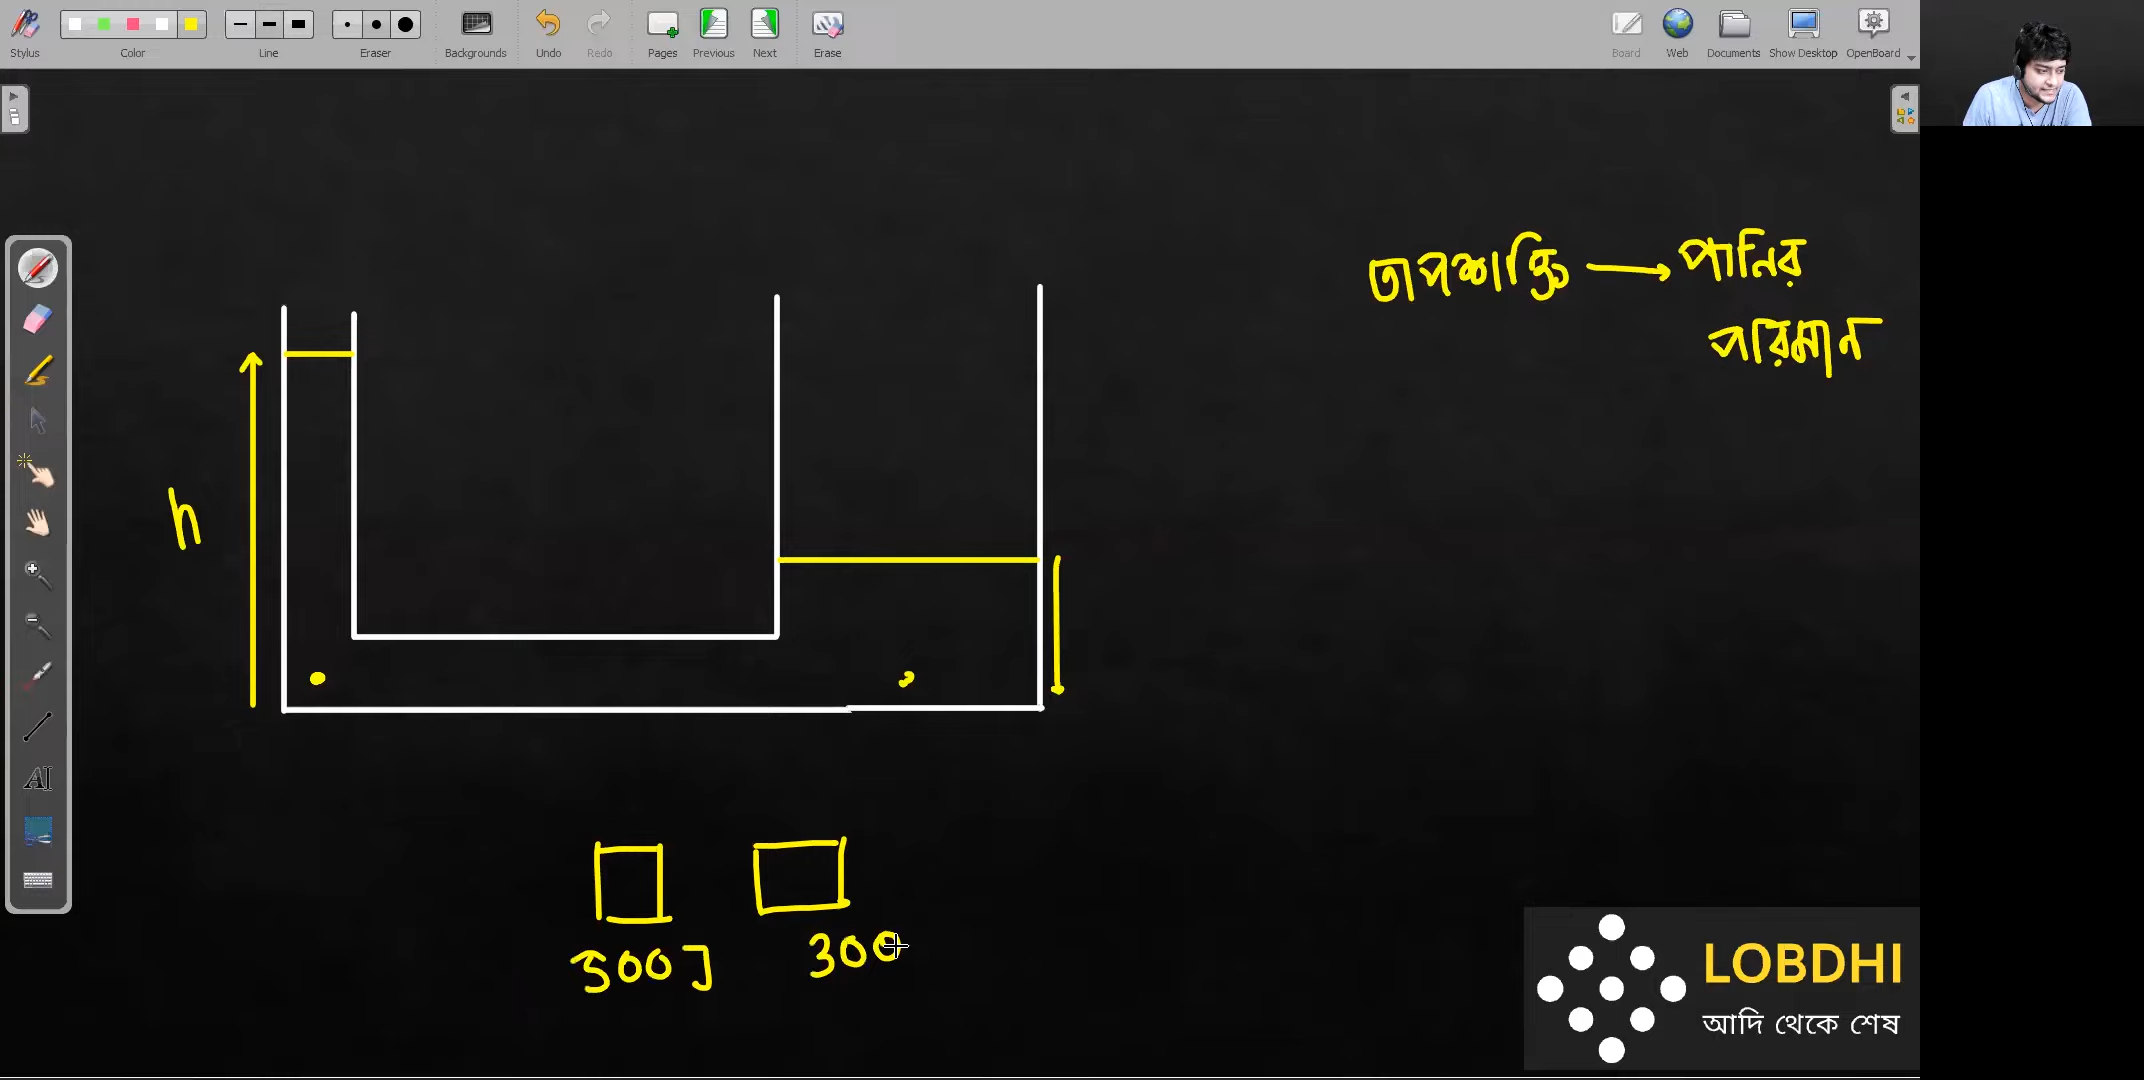 Stylus
Color
Line
Eraser
Backgrounds
Undo
Redo
Pages
Previous
Next
Erase
Board
Web
Documents
Show Desktop
OpenBoard
তাপশক্তি → পানির
পরিমান
h
300 J
300
LOBDHI
আদি থেকে শেষ